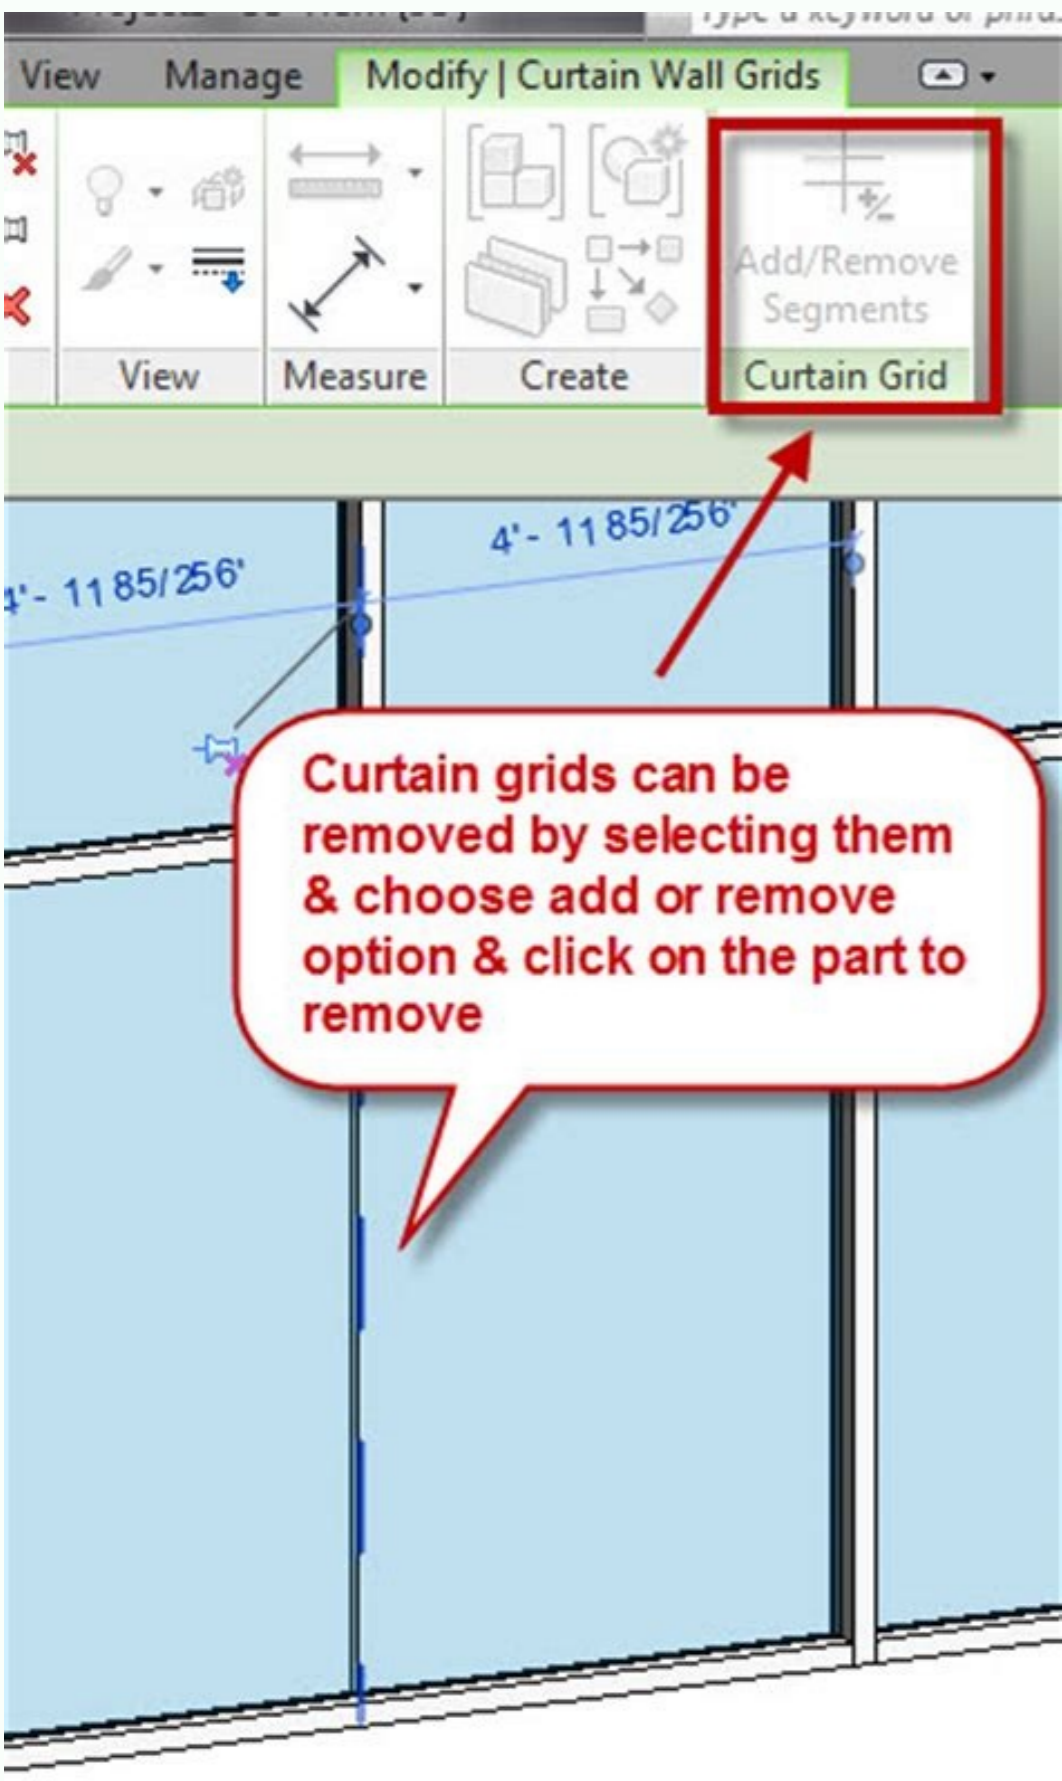 View Manage Modify | Curtain Wall Grids
Add/Remove
Segments
View Measure Create Curtain Grid
4'- 11 85/256'
4'- 11 85/256'
Curtain grids can be
removed by selecting them
& choose add or remove
option & click on the part to
remove